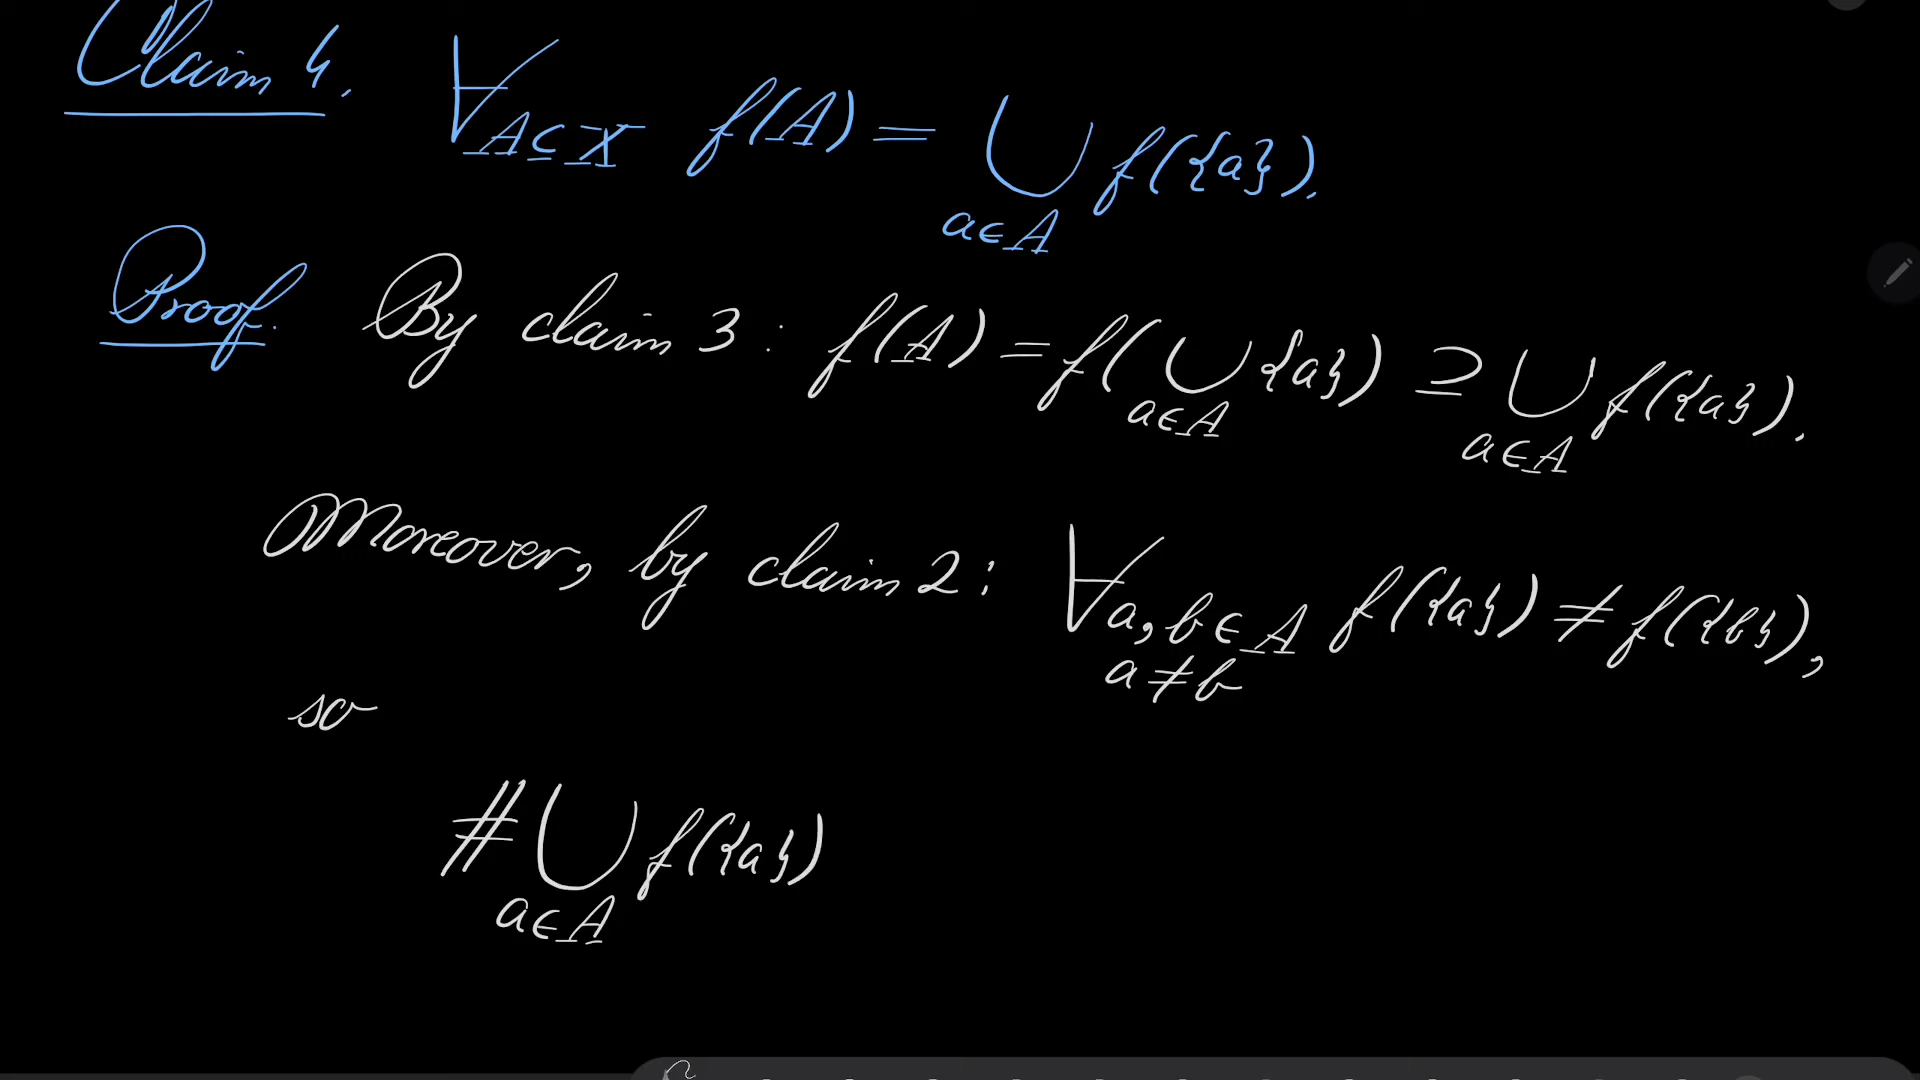 Claim 4. ∀_{A⊆X} f(A) = ⋃_{a∈A} f({a}).
Proof. By claim 3 : f(A) = f(⋃_{a∈A} {a}) ⊇ ⋃_{a∈A} f({a}).
Moreover, by claim 2 : ∀_{a,b∈A a≠b} f({a}) ≠ f({b}),
so
# ⋃_{a∈A} f({a})